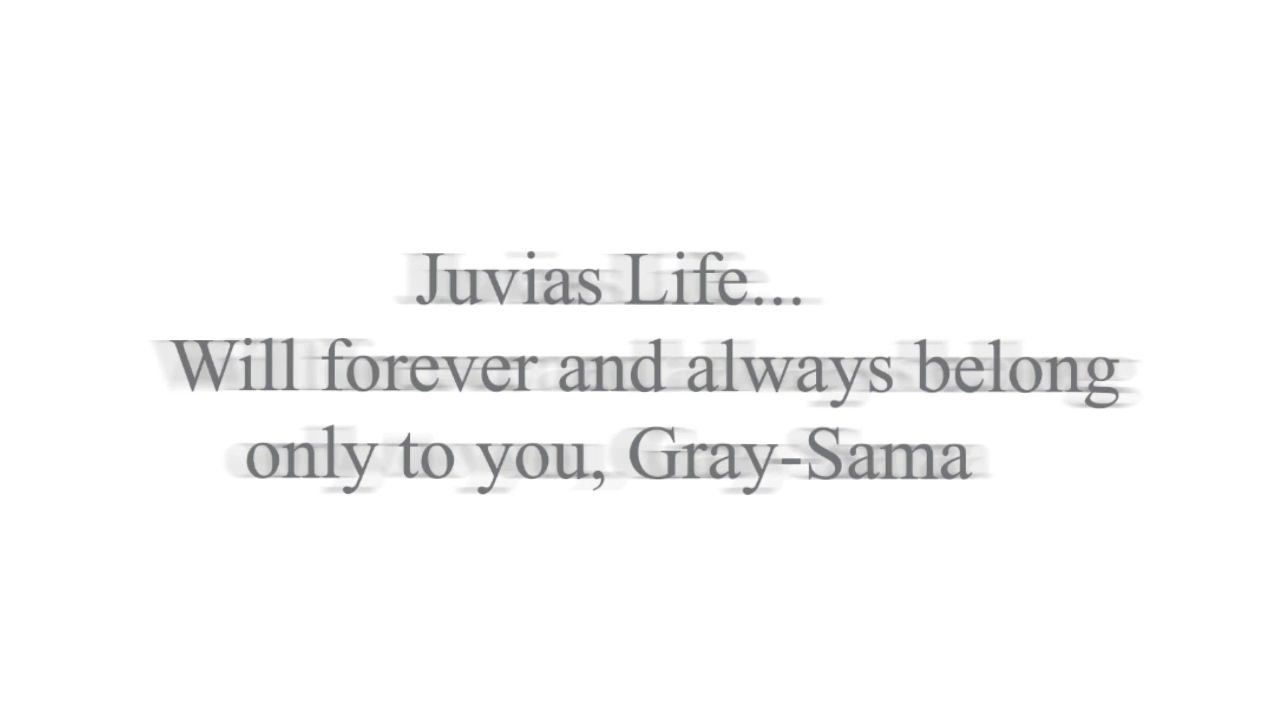 Juvias Life...
Will forever and always belong
only to you, Gray-Sama